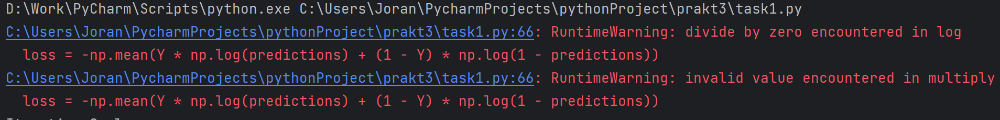 D:\Work\PyCharm\Scripts\python.exe C:\Users\Joran\PycharmProjects\pythonProject\prakt3\task1.py
C:\Users\Joran\PycharmProjects\pythonProject\prakt3\task1.py:66: RuntimeWarning: divide by zero encountered in log
  loss = -np.mean(Y * np.log(predictions) + (1 - Y) * np.log(1 - predictions))
C:\Users\Joran\PycharmProjects\pythonProject\prakt3\task1.py:66: RuntimeWarning: invalid value encountered in multiply
  loss = -np.mean(Y * np.log(predictions) + (1 - Y) * np.log(1 - predictions))